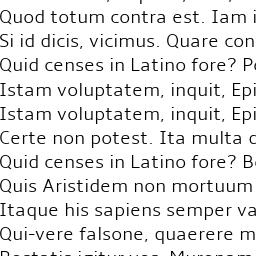 Quod totum contra est. Iam
Si id dicis, vicimus. Quare con
Quid censes in Latino fore?
Istam voluptatem, inquit, Epi
Istam voluptatem, inquit, Epi
Certe non potest. Ita multa
Quid censes in Latino fore?
Quis Aristidem non mortuum
Itaque his sapiens semper va
Qui-vere falsone, quaerere m